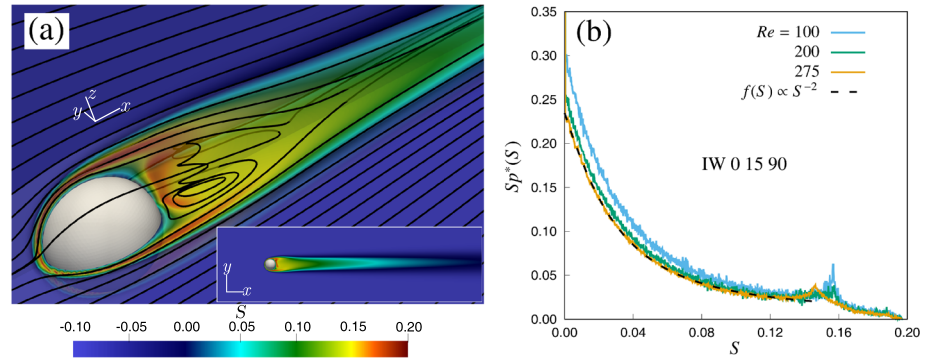 (a)
z
y
x
y
x
S
-0.10 -0.05 0.00 0.05 0.10 0.15 0.20
(b)
0.35
0.30
0.25
0.20
0.15
0.10
0.05
0.00
Sp*(S)
Re = 100
200
275
f(S) ∝ S⁻²
IW 0 15 90
0.00 0.04 0.08 0.12 0.16 0.20
S